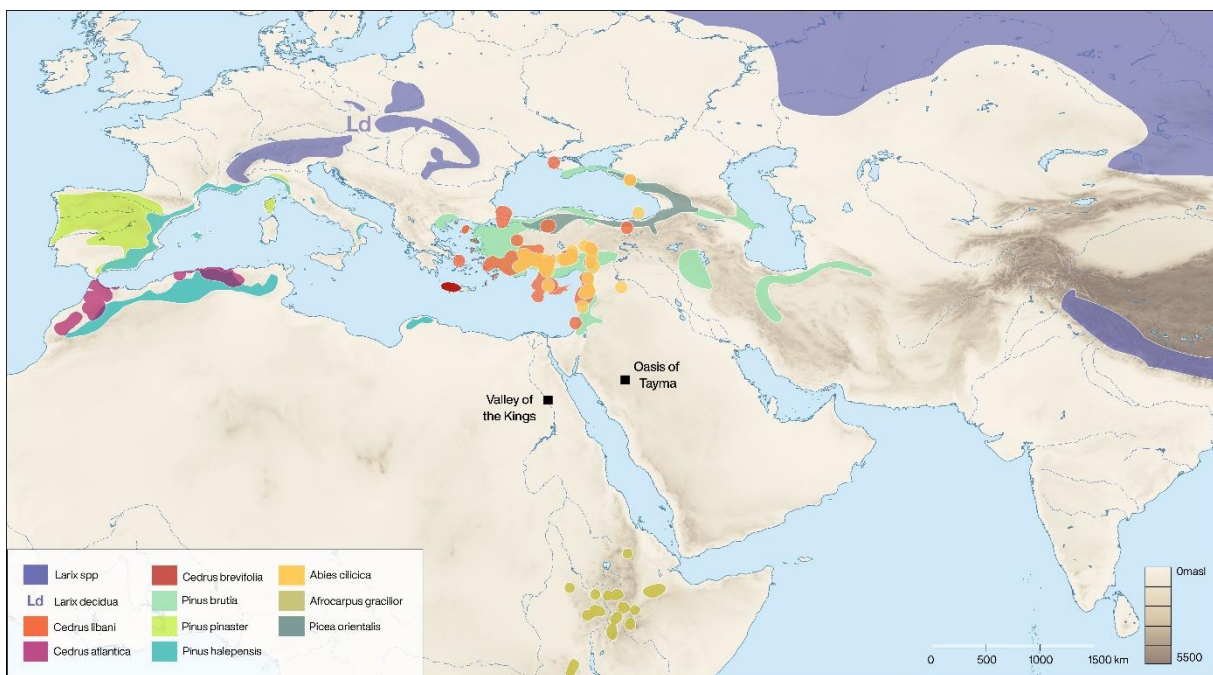 Ld
Oasis of
Tayma
Valley of
the Kings
Larix spp
Ld Larix decidua
Cedrus libani
Cedrus atlantica
Cedrus brevifolia
Pinus brutia
Pinus pinaster
Pinus halepensis
Abies cilicica
Afrocarpus gracilior
Picea orientalis
0 500 1000 1500 km
0masl
5500